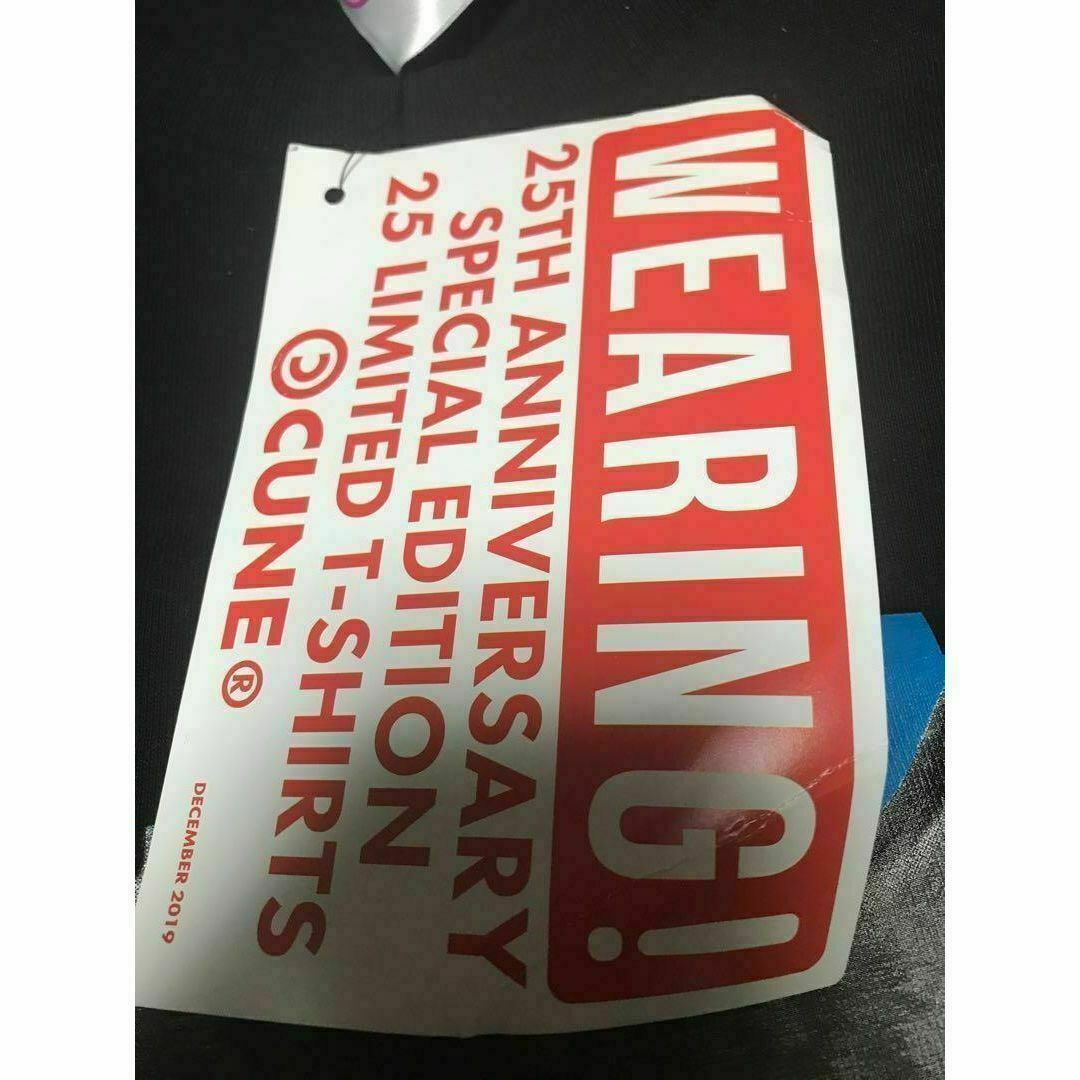 WEARING!
25TH ANNIVERSARY
SPECIAL EDITION
25 LIMITED T-SHIRTS
©CUNE®
DECEMBER 2019